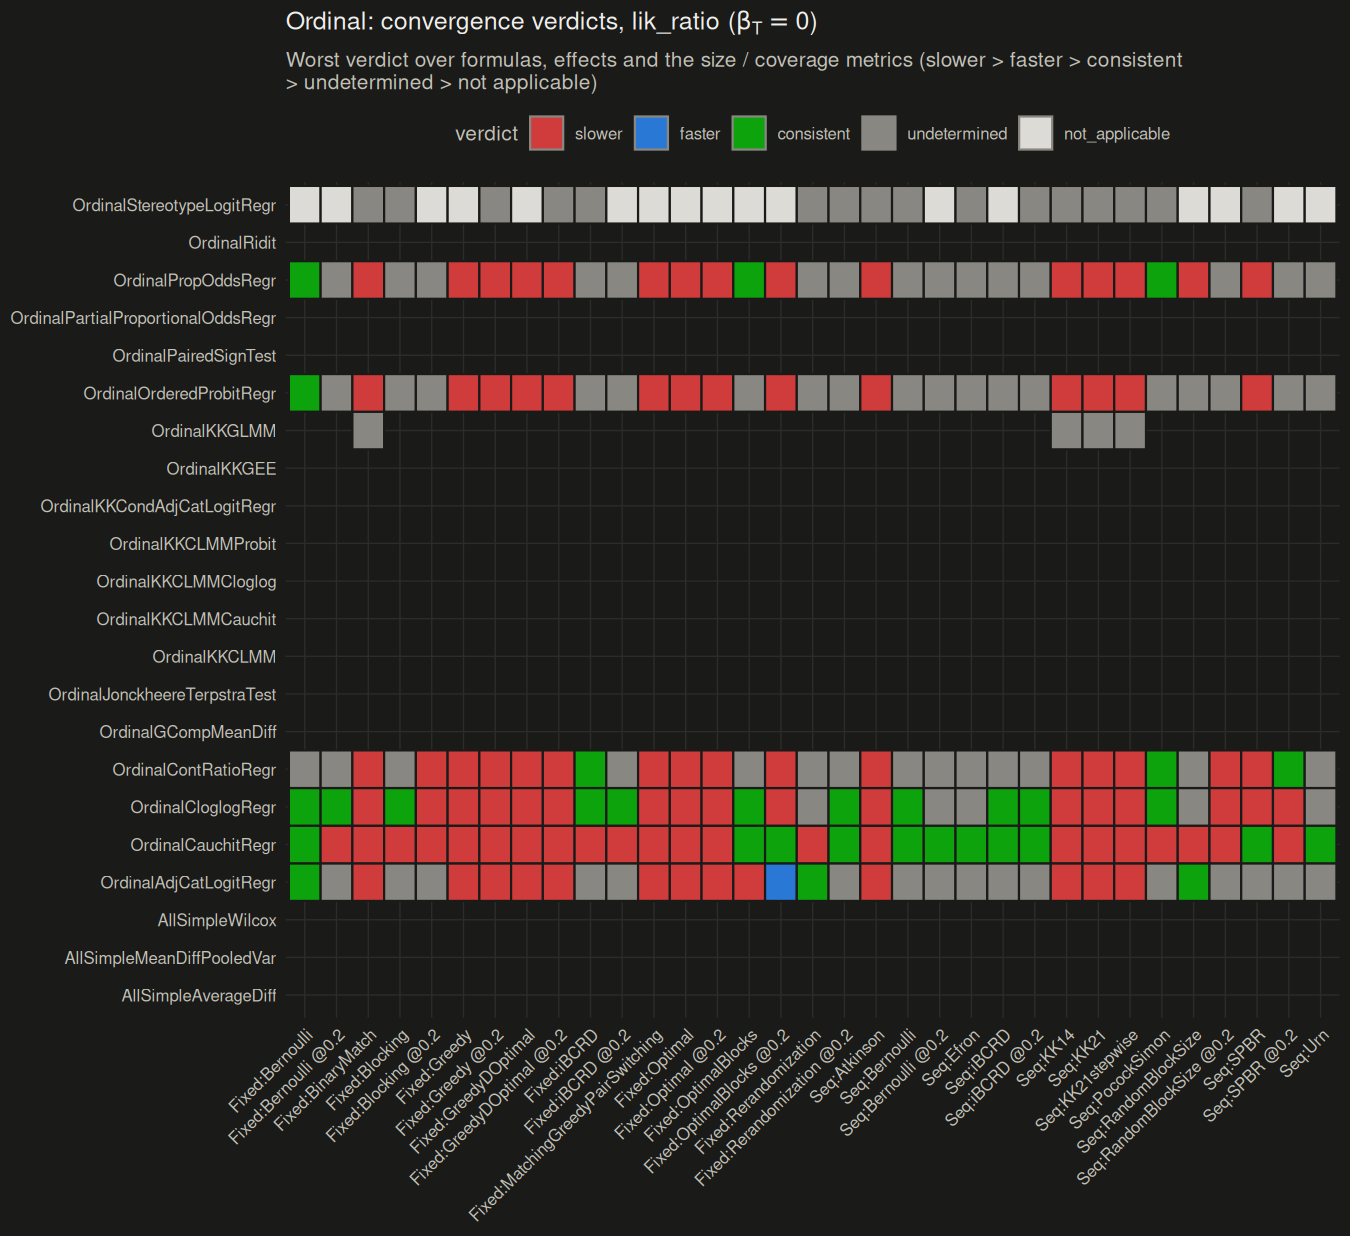 Ordinal: convergence verdicts, lik_ratio (βT = 0)
Worst verdict over formulas, effects and the size / coverage metrics (slower > faster > consistent
> undetermined > not applicable)
verdict slower faster consistent undetermined not_applicable
OrdinalStereotypeLogitRegr
OrdinalRidit
OrdinalPropOddsRegr
OrdinalPartialProportionalOddsRegr
OrdinalPairedSignTest
OrdinalOrderedProbitRegr
OrdinalKKGLMM
OrdinalKKGEE
OrdinalKKCondAdjCatLogitRegr
OrdinalKKCLMMProbit
OrdinalKKCLMMCloglog
OrdinalKKCLMMCauchit
OrdinalKKCLMM
OrdinalJonckheereTerpstraTest
OrdinalGCompMeanDiff
OrdinalContRatioRegr
OrdinalCloglogRegr
OrdinalCauchitRegr
OrdinalAdjCatLogitRegr
AllSimpleWilcox
AllSimpleMeanDiffPooledVar
AllSimpleAverageDiff
Fixed:Bernoulli
Fixed:Bernoulli @0.2
Fixed:BinaryMatch
Fixed:Blocking
Fixed:Blocking @0.2
Fixed:Greedy
Fixed:Greedy @0.2
Fixed:GreedyDOptimal
Fixed:GreedyDOptimal @0.2
Fixed:iBCRD
Fixed:iBCRD @0.2
Fixed:MatchingGreedyPairSwitching
Fixed:Optimal
Fixed:Optimal @0.2
Fixed:OptimalBlocks
Fixed:OptimalBlocks @0.2
Fixed:Rerandomization
Fixed:Rerandomization @0.2
Seq:Atkinson
Seq:Bernoulli
Seq:Bernoulli @0.2
Seq:Efron
Seq:iBCRD
Seq:iBCRD @0.2
Seq:KK14
Seq:KK21
Seq:KK21stepwise
Seq:PocockSimon
Seq:RandomBlockSize
Seq:RandomBlockSize @0.2
Seq:SPBR
Seq:SPBR @0.2
Seq:Urn